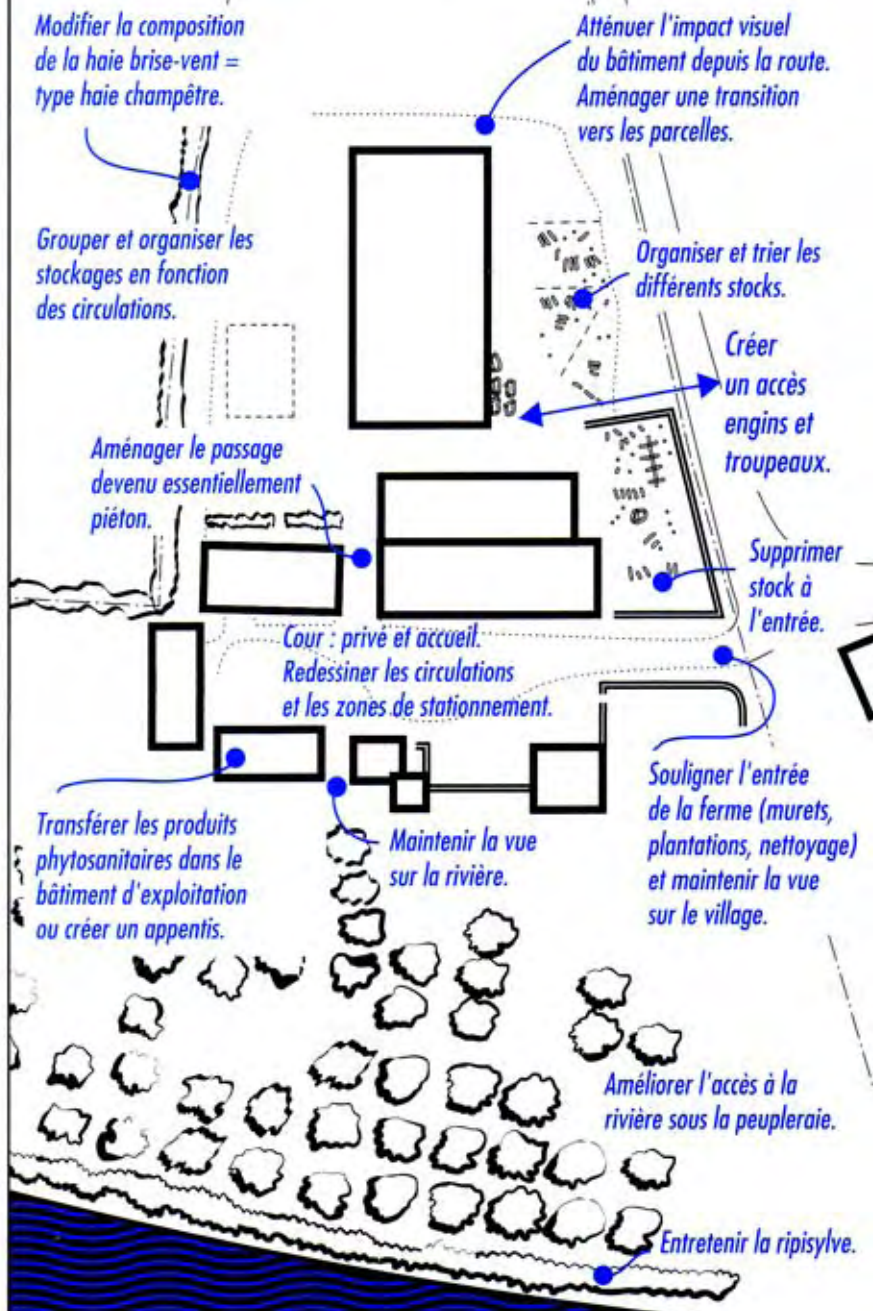 Modifier la composition
de la haie brise-vent =
type haie champêtre.
Atténuer l'impact visuel
du bâtiment depuis la route.
Aménager une transition
vers les parcelles.
Grouper et organiser les
stockages en fonction
des circulations.
Organiser et trier les
différents stocks.
Créer
un accès
engins et
troupeaux.
Aménager le passage
devenu essentiellement
piéton.
Supprimer
stock à
l'entrée.
Cour : privé et accueil.
Redessiner les circulations
et les zones de stationnement.
Souligner l'entrée
de la ferme (murets,
plantations, nettoyage)
et maintenir la vue
sur le village.
Transférer les produits
phytosanitaires dans le
bâtiment d'exploitation
ou créer un appentis.
Maintenir la vue
sur la rivière.
Améliorer l'accès à la
rivière sous la peupleraie.
Entretenir la ripisylve.